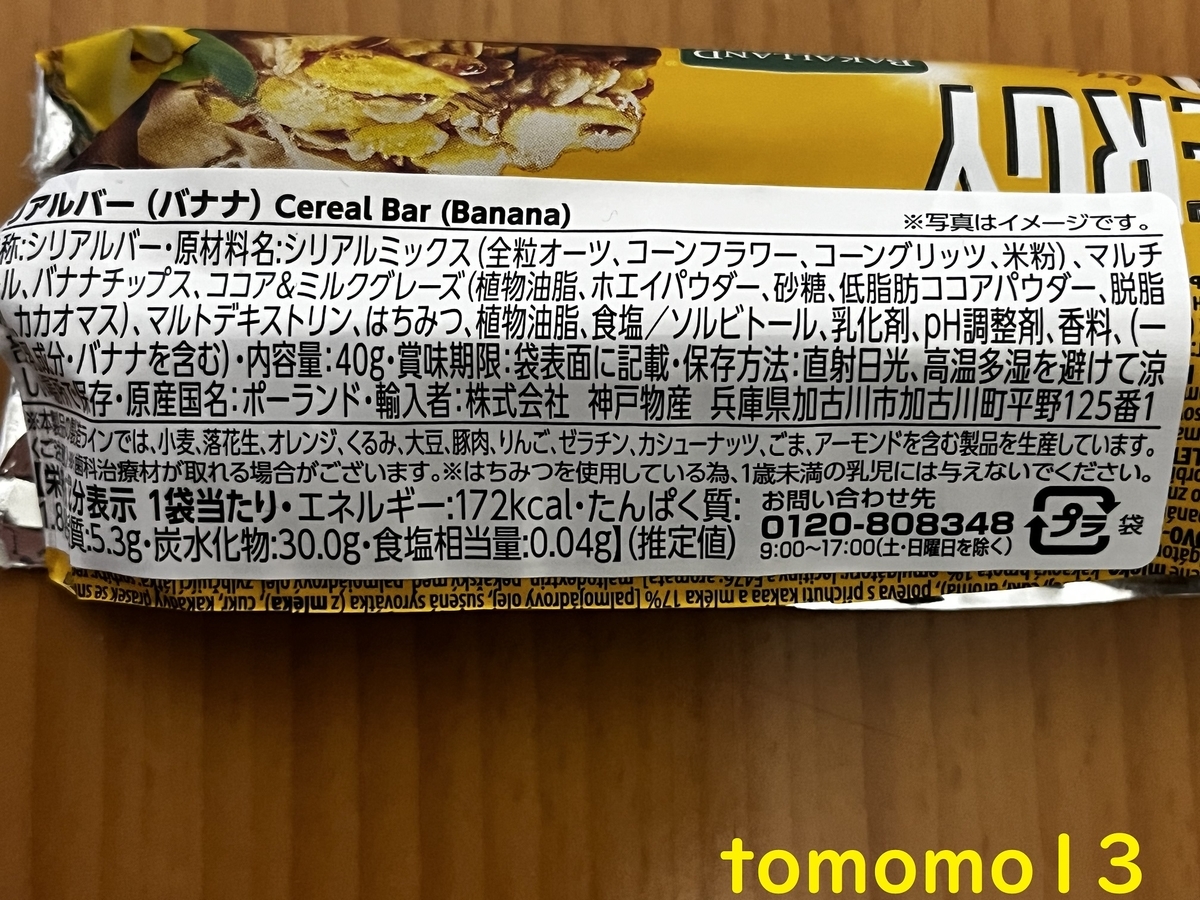 BAKALLAND
ERGY
リアルバー（バナナ）Cereal Bar (Banana)
※写真はイメージです。
称:シリアルバー・原材料名:シリアルミックス（全粒オーツ、コーンフラワー、コーングリッツ、米粉）、マルチ
ル、バナナチップス、ココア&ミルクグレーズ（植物油脂、ホエイパウダー、砂糖、低脂肪ココアパウダー、脱脂
カカオマス）、マルトデキストリン、はちみつ、植物油脂、食塩／ソルビトール、乳化剤、pH調整剤、香料、（一
成分・バナナを含む）・内容量:40g・賞味期限:袋表面に記載・保存方法:直射日光、高温多湿を避けて涼
保存・原産国名:ポーランド・輸入者:株式会社 神戸物産 兵庫県加古川市加古川町平野125番1
ラインでは、小麦、落花生、オレンジ、くるみ、大豆、豚肉、りんご、ゼラチン、カシューナッツ、ごま、アーモンドを含む製品を生産しています。
歯科治療材が取れる場合がございます。※はちみつを使用している為、1歳未満の乳児には与えないでください。
分表示 1袋当たり・エネルギー:172kcal・たんぱく質:
質:5.3g・炭水化物:30.0g・食塩相当量:0.04g】（推定値）
お問い合わせ先
0120-808348
9:00~17:00（土・日曜日を除く）
プラ
袋
tomomo13